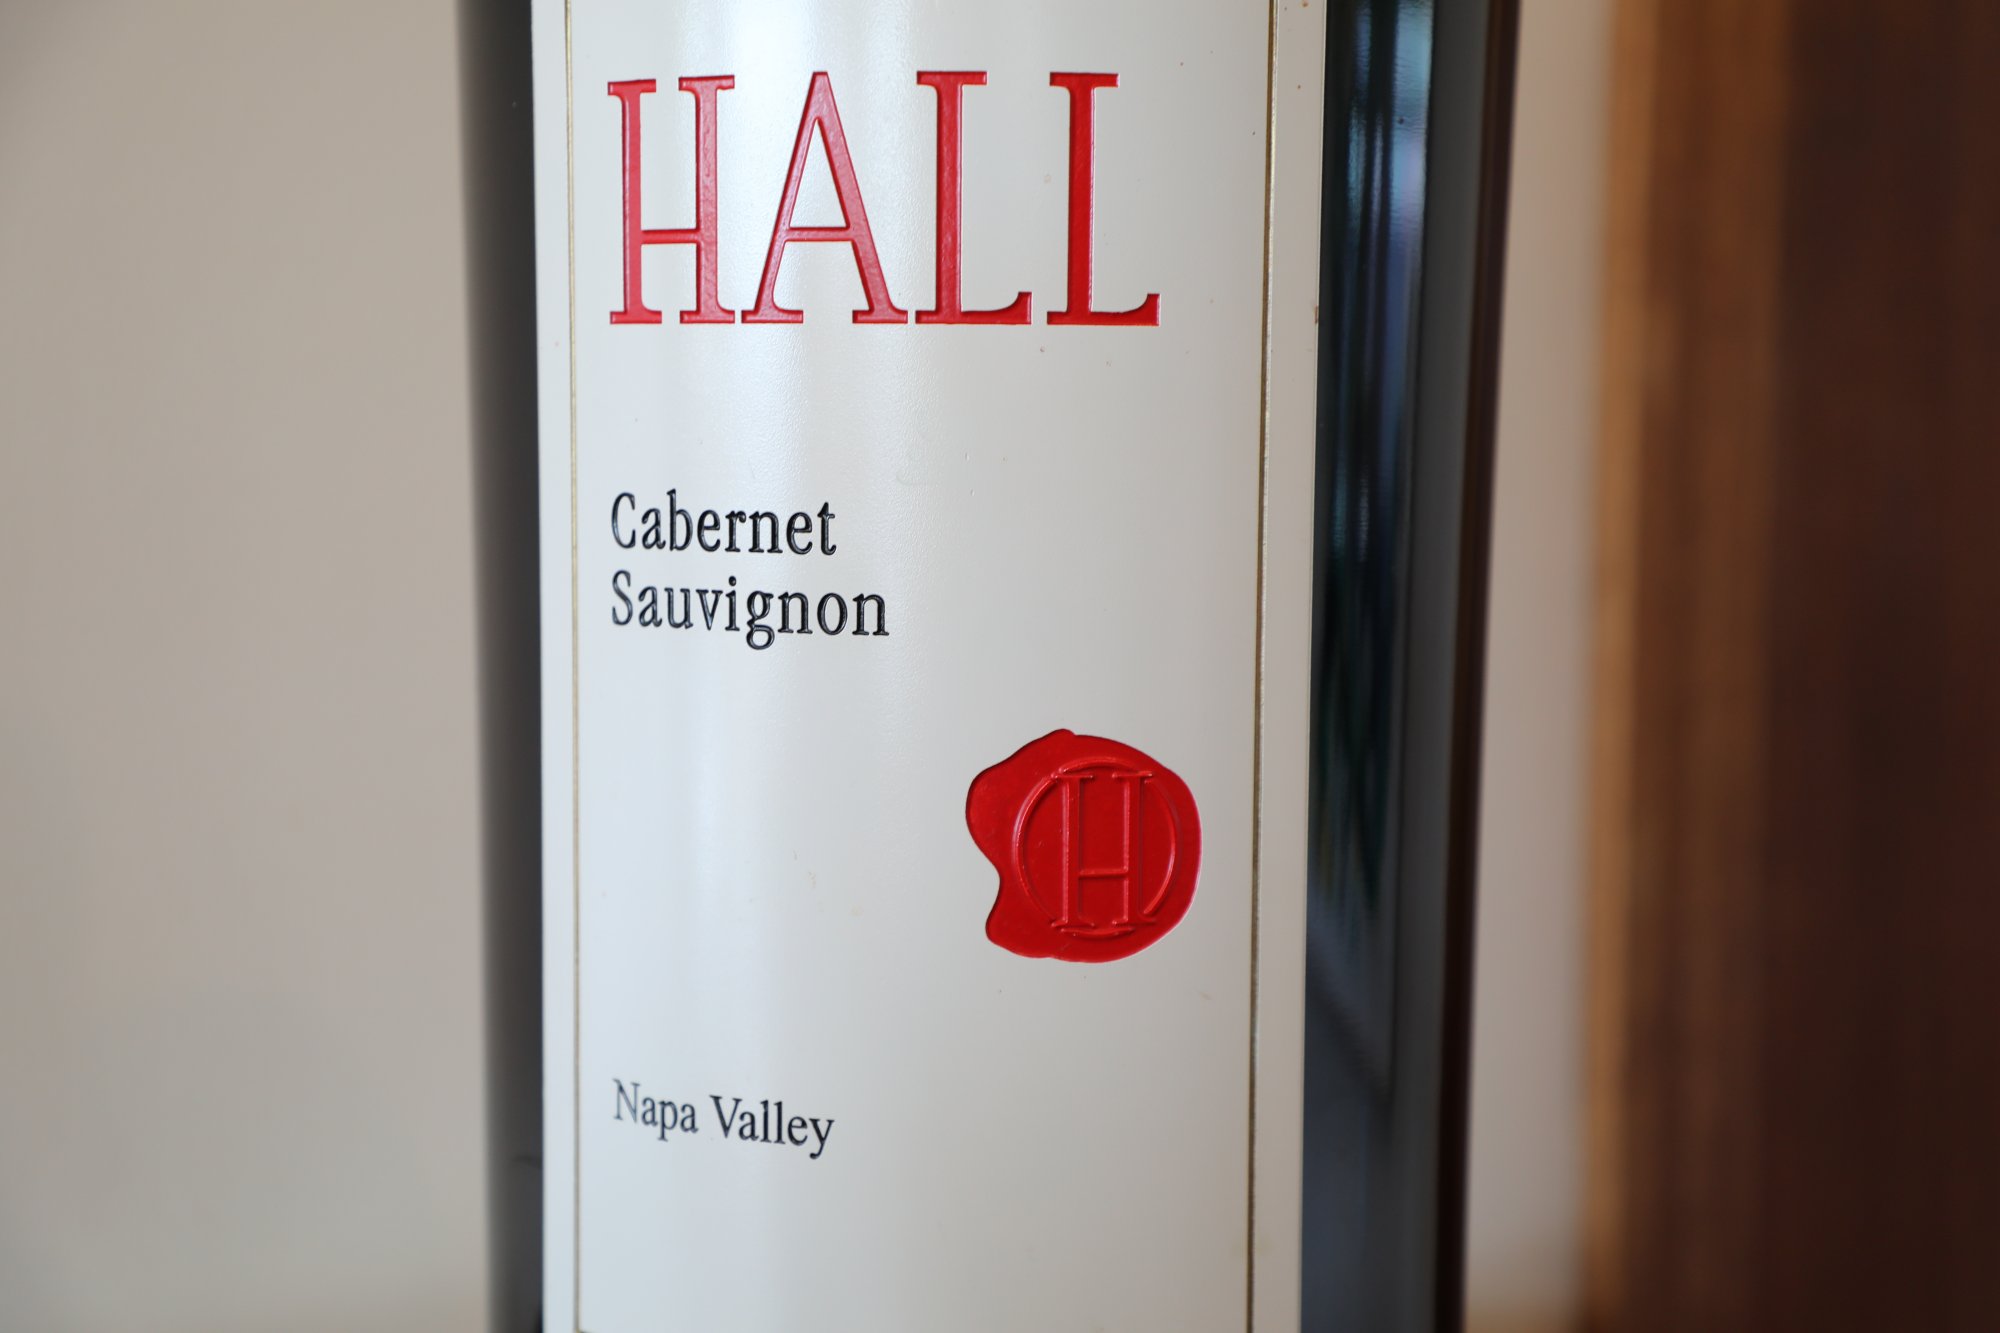 HALL
Cabernet
Sauvignon
H
Napa Valley